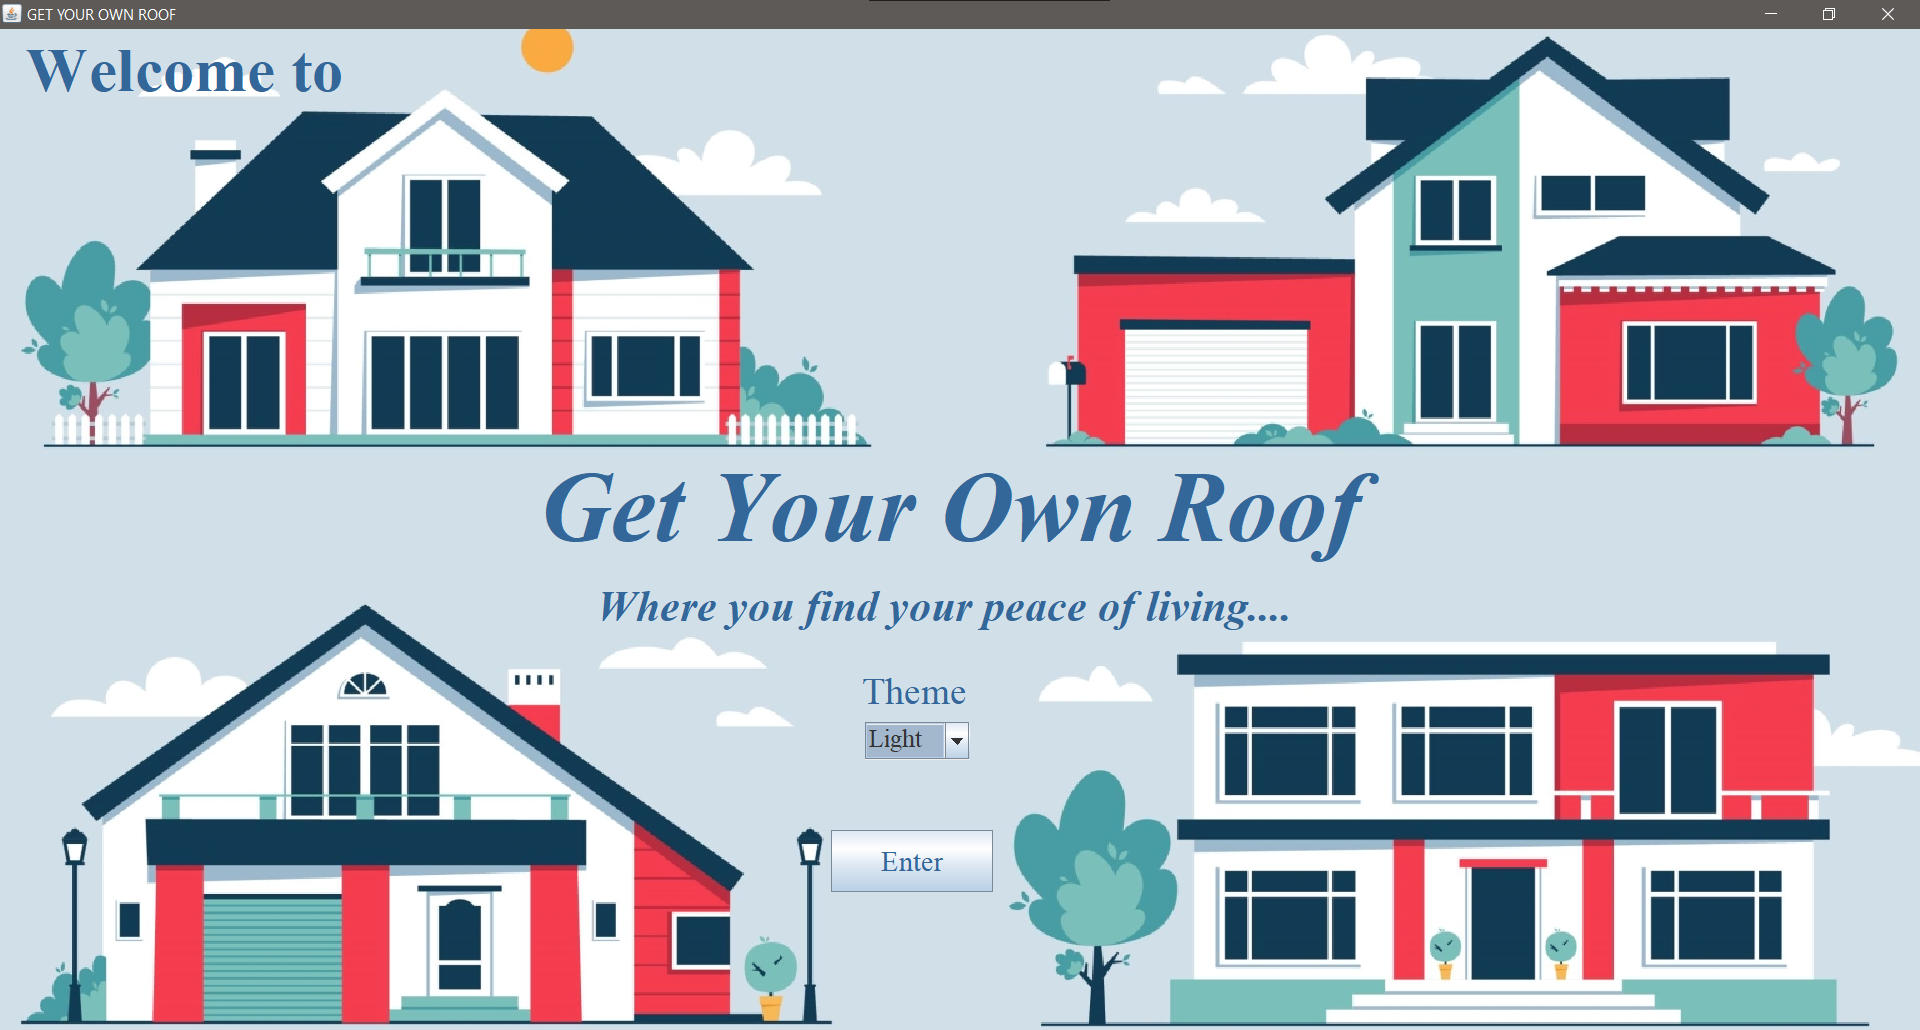 GET YOUR OWN ROOF
Welcome to
Get Your Own Roof
Where you find your peace of living....
Theme
Light
Enter